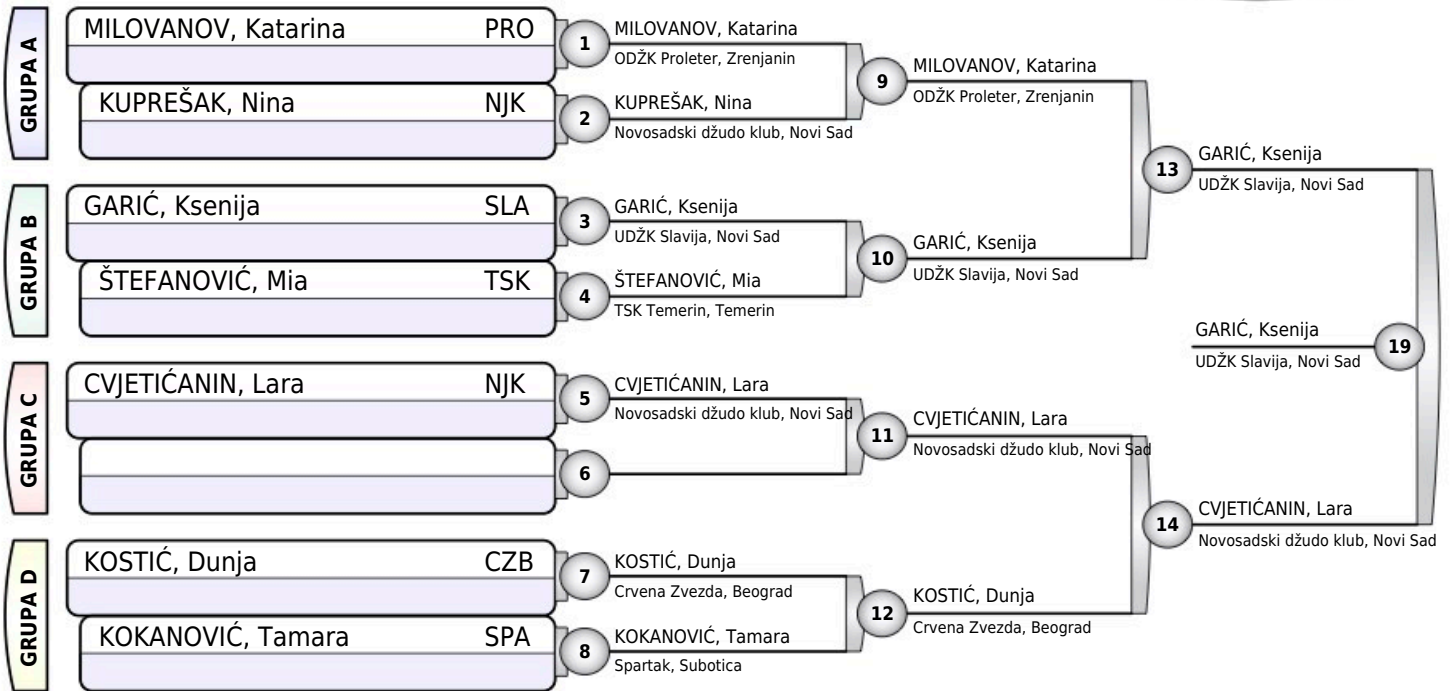 GRUPA A
MILOVANOV, Katarina PRO
KUPREŠAK, Nina NJK
GRUPA B
GARIĆ, Ksenija SLA
ŠTEFANOVIĆ, Mia TSK
GRUPA C
CVJETIĆANIN, Lara NJK
GRUPA D
KOSTIĆ, Dunja CZB
KOKANOVIĆ, Tamara SPA
1
MILOVANOV, Katarina
ODŽK Proleter, Zrenjanin
2
KUPREŠAK, Nina
Novosadski džudo klub, Novi Sad
3
GARIĆ, Ksenija
UDŽK Slavija, Novi Sad
4
ŠTEFANOVIĆ, Mia
TSK Temerin, Temerin
5
CVJETIĆANIN, Lara
Novosadski džudo klub, Novi Sad
6
7
KOSTIĆ, Dunja
Crvena Zvezda, Beograd
8
KOKANOVIĆ, Tamara
Spartak, Subotica
9
MILOVANOV, Katarina
ODŽK Proleter, Zrenjanin
10
GARIĆ, Ksenija
UDŽK Slavija, Novi Sad
11
CVJETIĆANIN, Lara
Novosadski džudo klub, Novi Sad
12
KOSTIĆ, Dunja
Crvena Zvezda, Beograd
13
GARIĆ, Ksenija
UDŽK Slavija, Novi Sad
14
CVJETIĆANIN, Lara
Novosadski džudo klub, Novi Sad
GARIĆ, Ksenija
UDŽK Slavija, Novi Sad
19